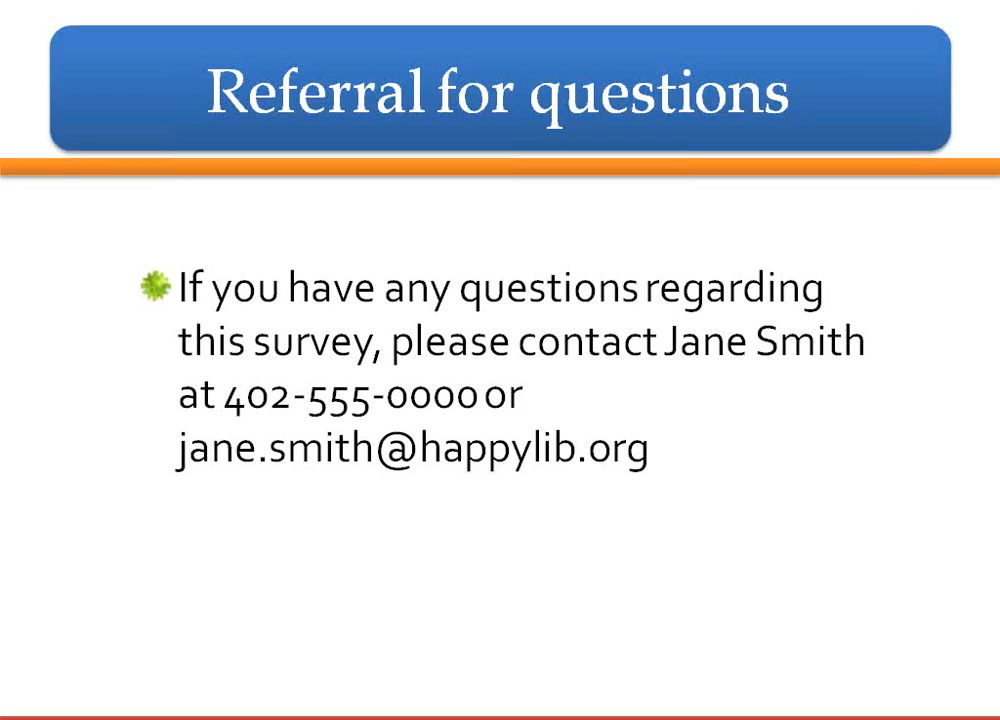 Referral for questions
If you have any questions regarding
this survey, please contact Jane Smith
at 402-555-0000 or
jane.smith@happylib.org